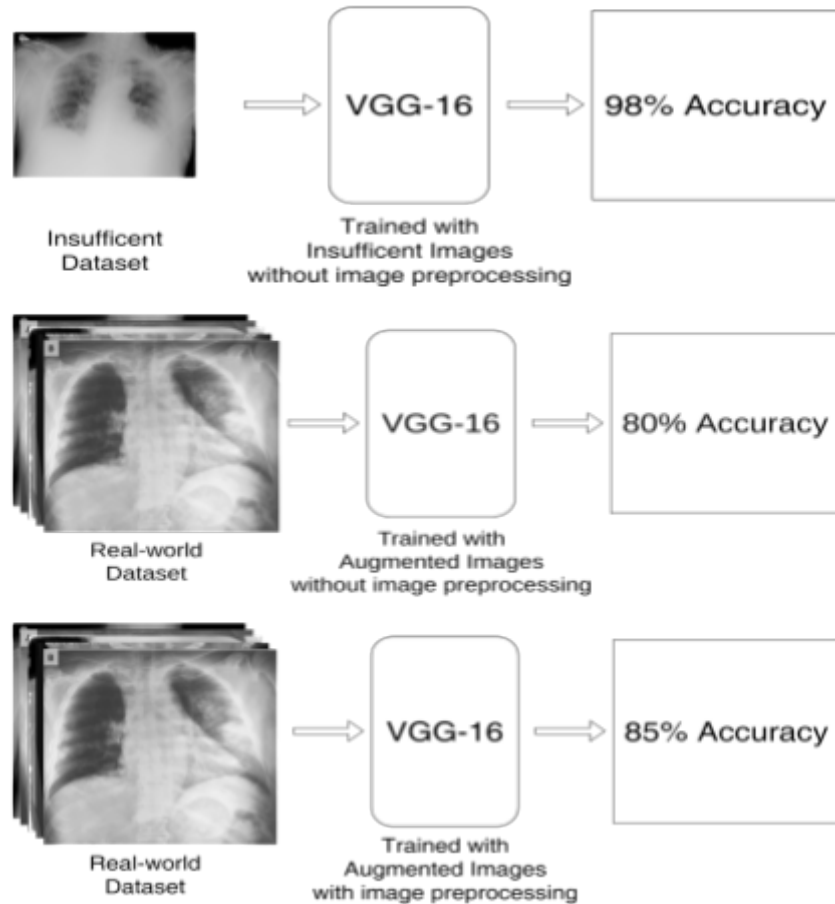 VGG-16
98% Accuracy
Insufficent
Dataset
Trained with
Insufficent Images
without image preprocessing
VGG-16
80% Accuracy
Real-world
Dataset
Trained with
Augmented Images
without image preprocessing
VGG-16
85% Accuracy
Real-world
Dataset
Trained with
Augmented Images
with image preprocessing